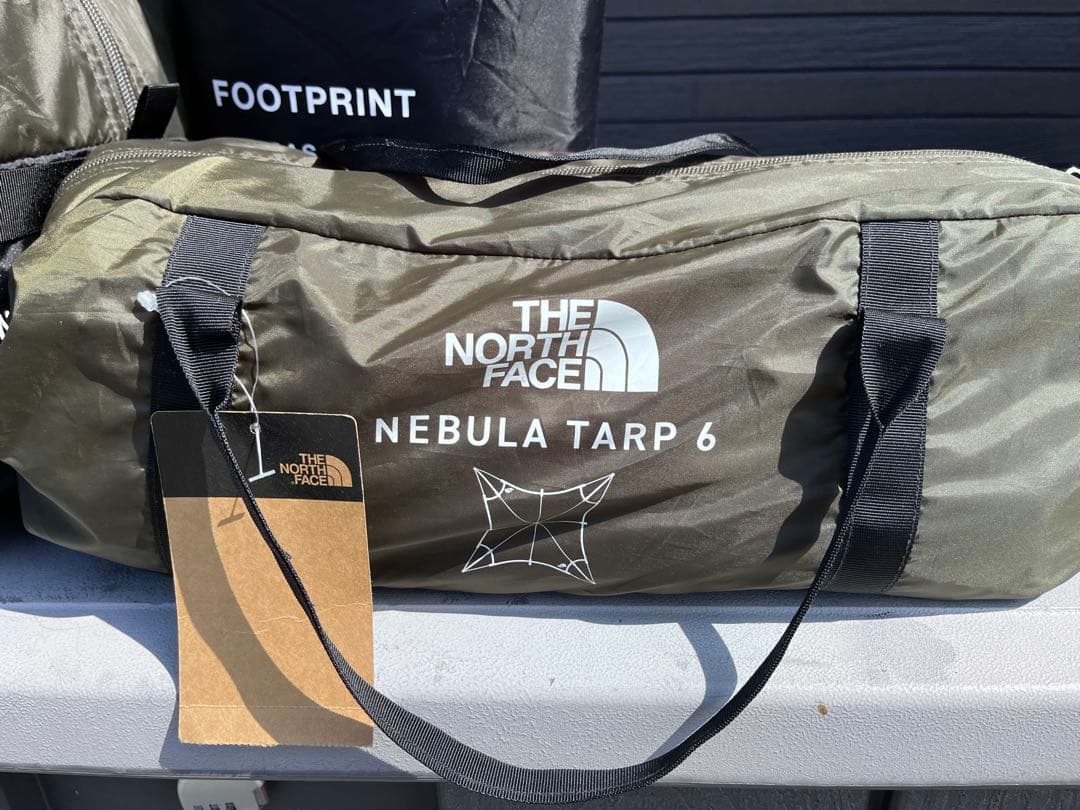 FOOTPRINT
THE
NORTH
FACE
NEBULA TARP 6
THE
NORTH
FACE